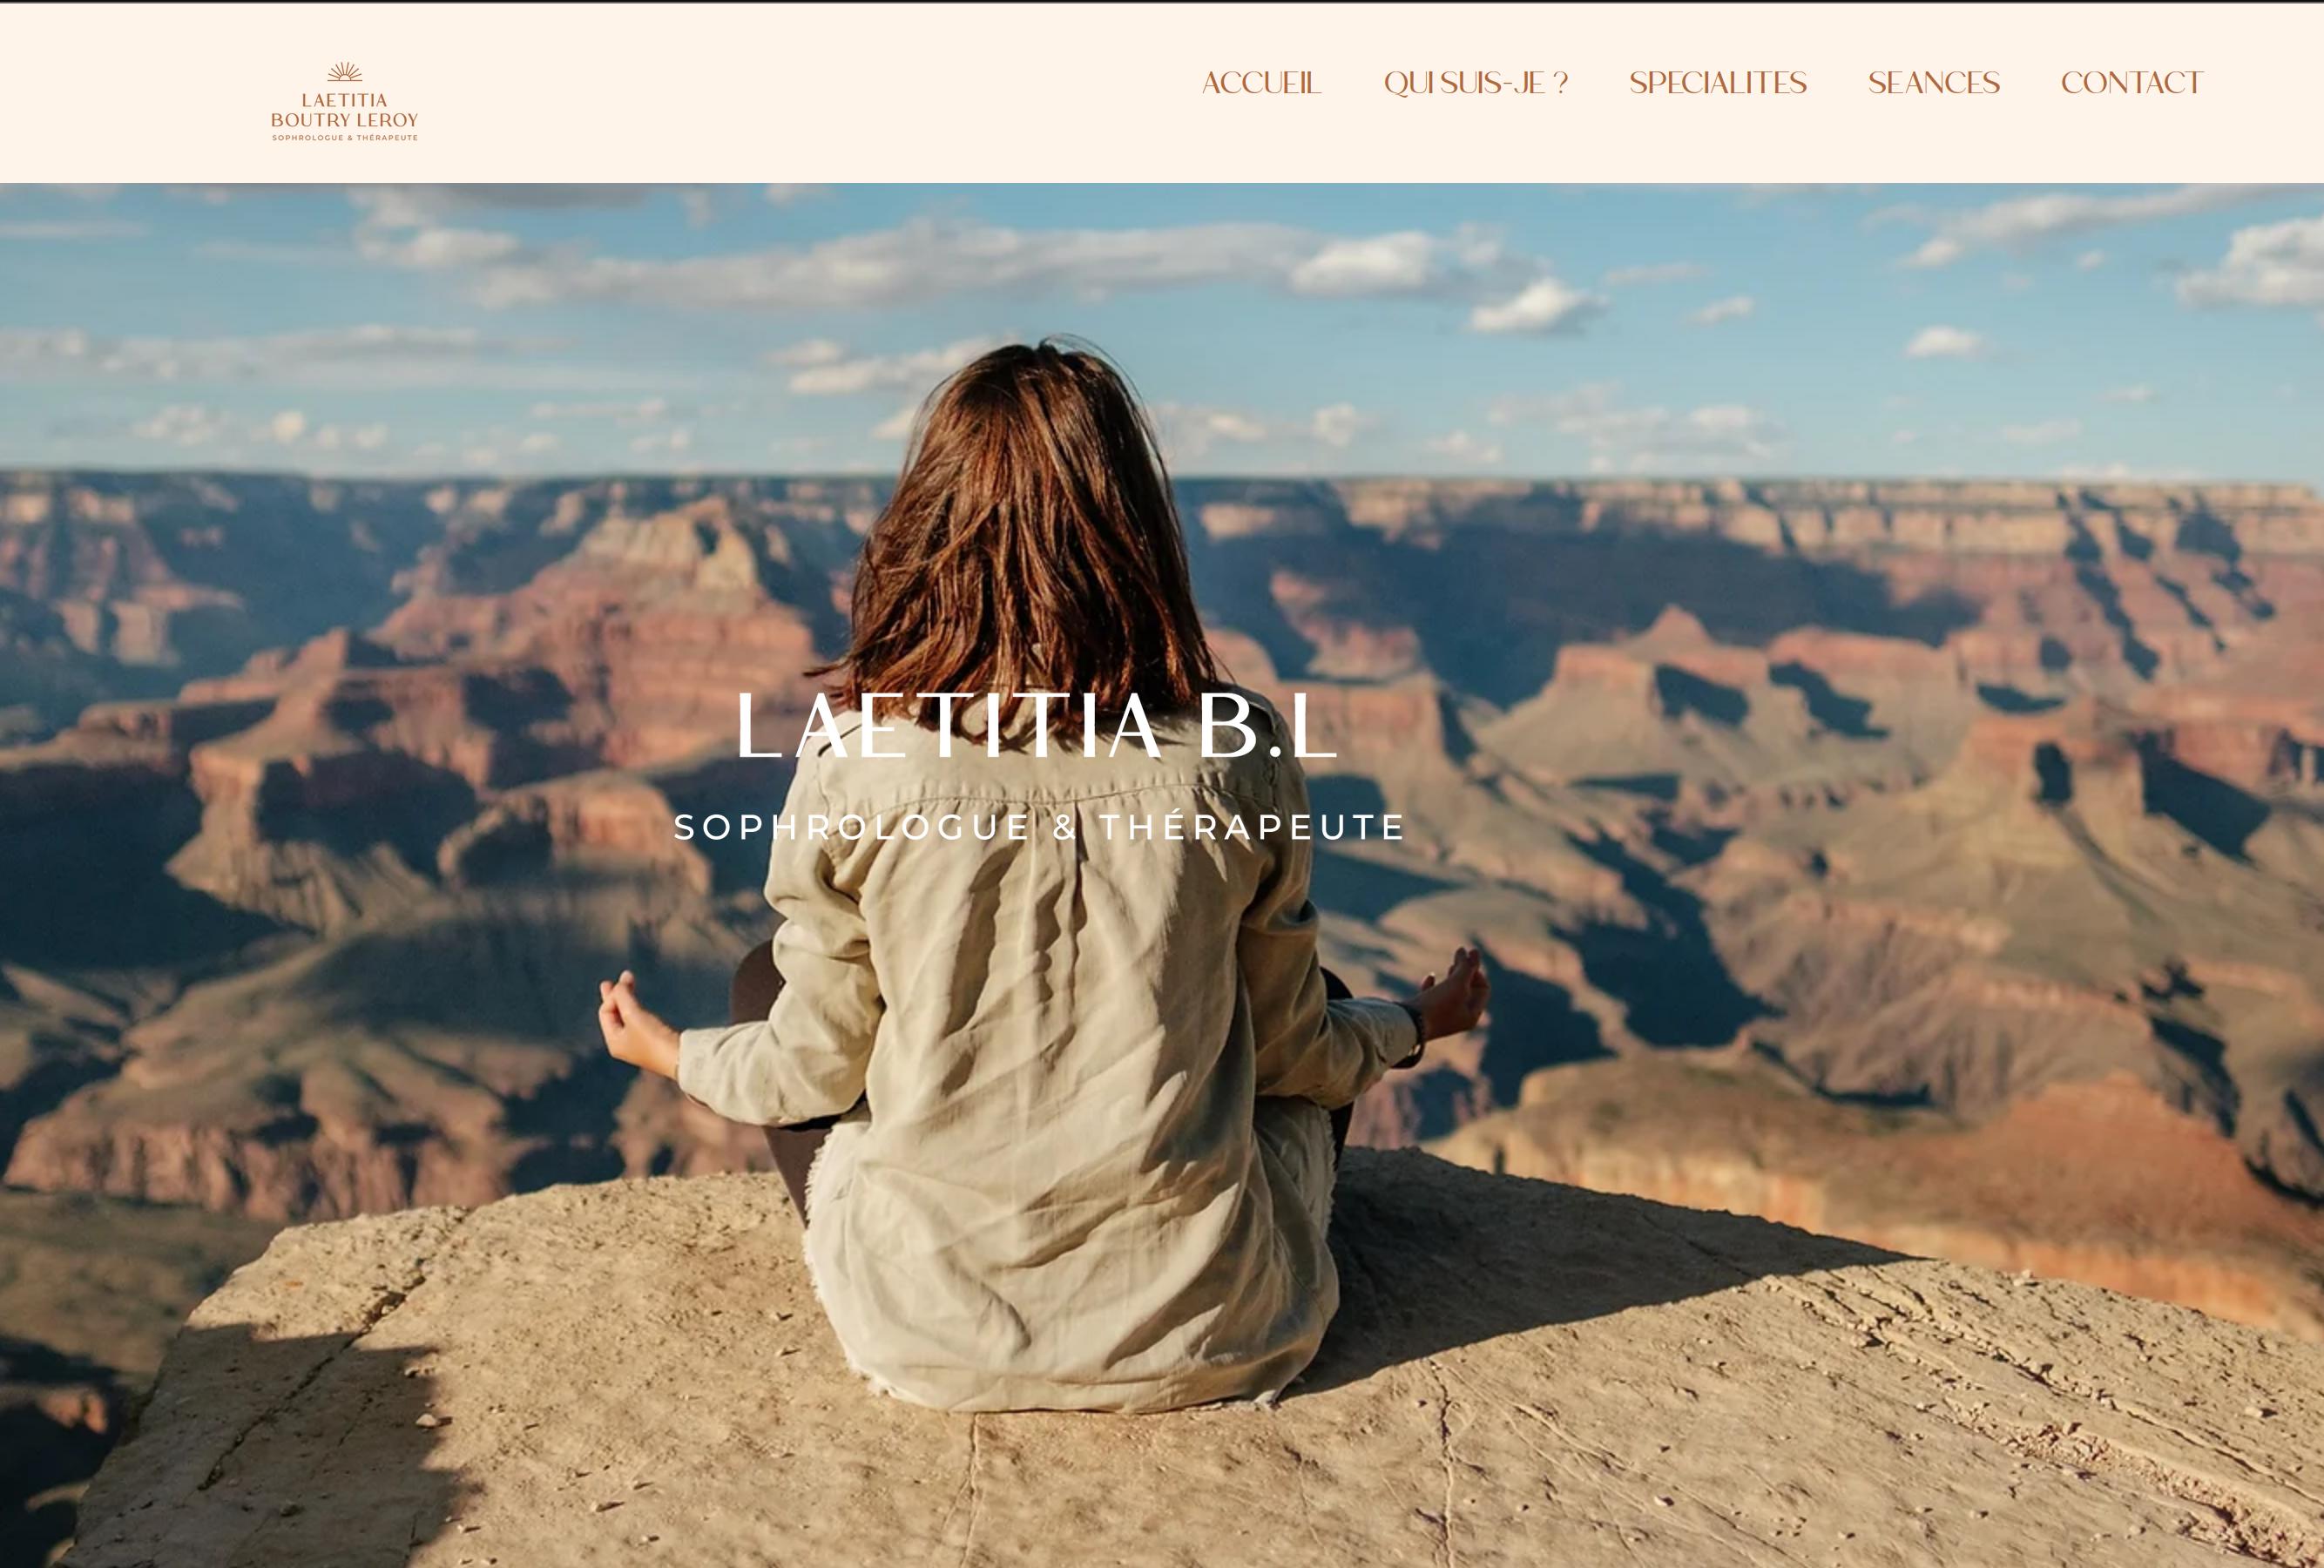 LAETITIA
BOUTRY LEROY
SOPHROLOGUE & THÉRAPEUTE
ACCUEIL QUI SUIS-JE ? SPECIALITES SEANCES CONTACT
LAETITIA B.L
SOPHROLOGUE & THÉRAPEUTE